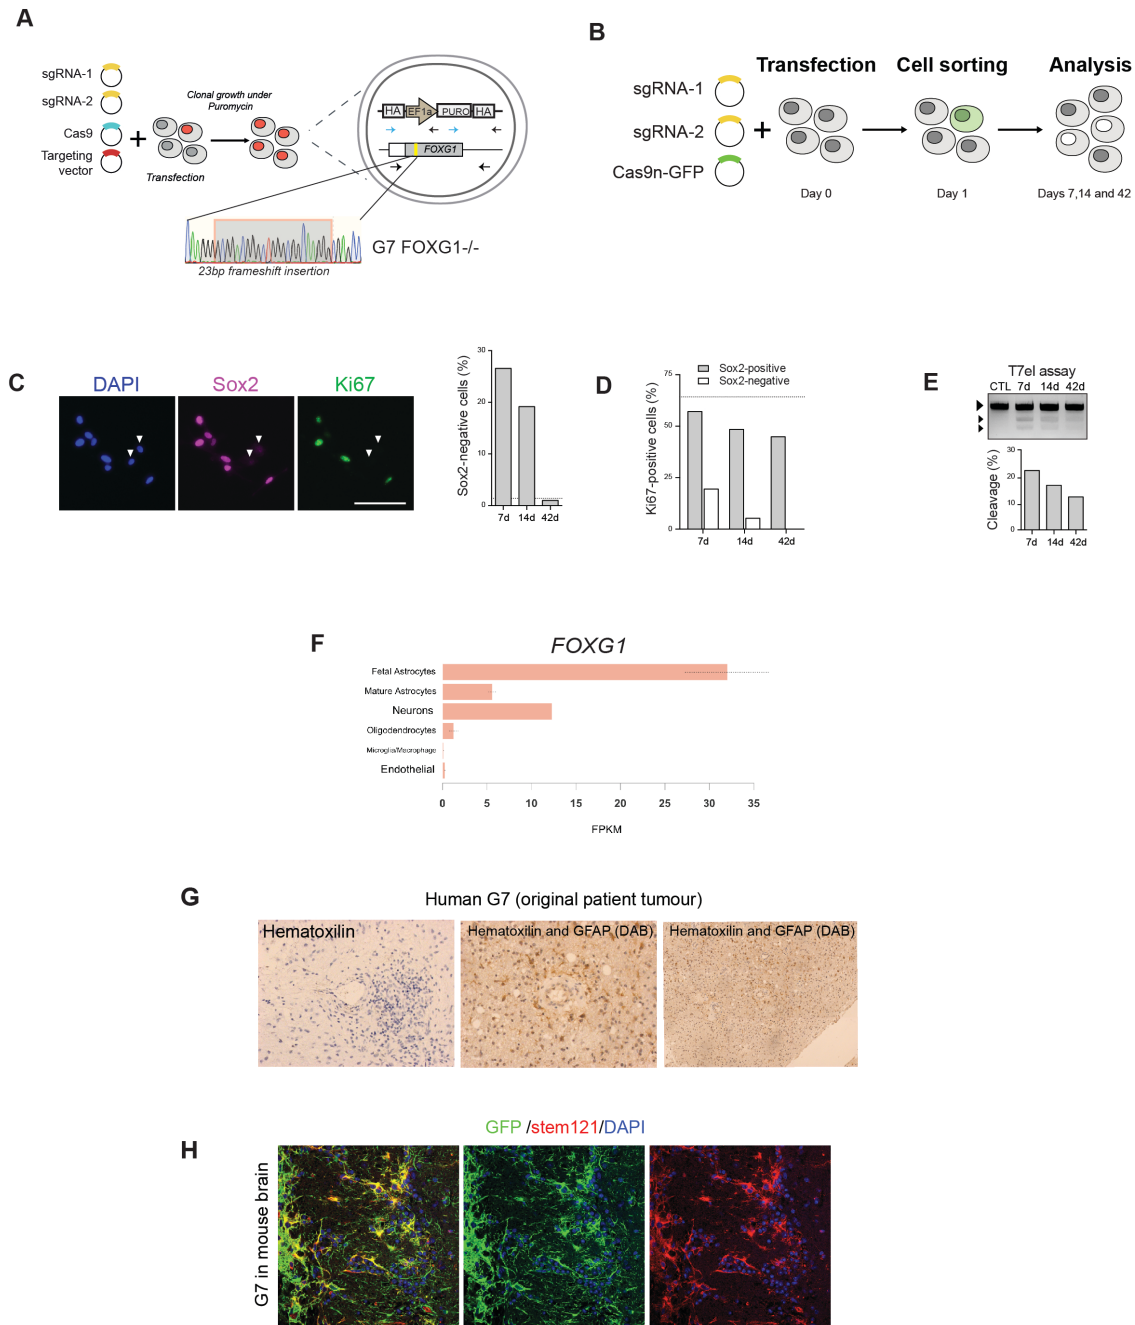 A
sgRNA-1
sgRNA-2
Cas9
Targeting
vector
+
Transfection
Clonal growth under
Puromycin
HA
EF1a
PURO
HA
FOXG1
23bp frameshift insertion
G7 FOXG1-/-
B
sgRNA-1
sgRNA-2
Cas9n-GFP
+
Transfection
Cell sorting
Analysis
Day 0
Day 1
Days 7,14 and 42
C
DAPI
Sox2
Ki67
Sox2-negative cells (%)
30
20
10
0
7d
14d
42d
D
Sox2-positive
Sox2-negative
Ki67-positive cells (%)
75
50
25
0
7d
14d
42d
E
T7eI assay
CTL 7d 14d 42d
Cleavage (%)
30
20
10
0
7d 14d 42d
F
FOXG1
Fetal Astrocytes
Mature Astrocytes
Neurons
Oligodendrocytes
Microglia/Macrophage
Endothelial
0 5 10 15 20 25 30 35
FPKM
G
Human G7 (original patient tumour)
Hematoxilin
Hematoxilin and GFAP (DAB)
Hematoxilin and GFAP (DAB)
H
GFP /stem121/DAPI
G7 in mouse brain